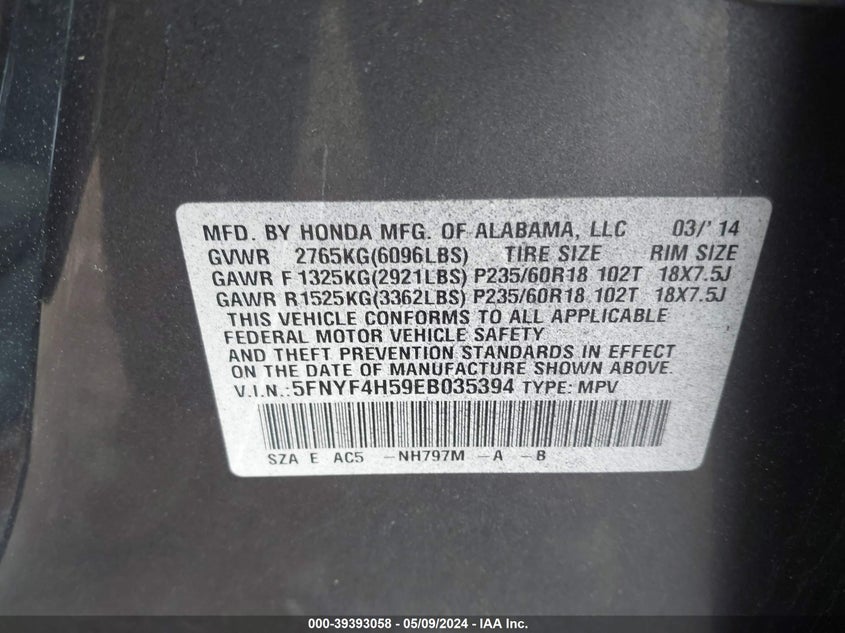 MFD. BY HONDA MFG. OF ALABAMA, LLC 03/'14
GVWR 2765KG(6096LBS) TIRE SIZE RIM SIZE
GAWR F 1325KG(2921LBS) P235/60R18 102T 18X7.5J
GAWR R 1525KG(3362LBS) P235/60R18 102T 18X7.5J
THIS VEHICLE CONFORMS TO ALL APPLICABLE
FEDERAL MOTOR VEHICLE SAFETY
AND THEFT PREVENTION STANDARDS IN EFFECT
ON THE DATE OF MANUFACTURE SHOWN ABOVE.
V.I.N.:5FNYF4H59EB035394 TYPE: MPV
SZA E AC5 -NH797M -A -B
000-39393058 - 05/09/2024 - IAA Inc.